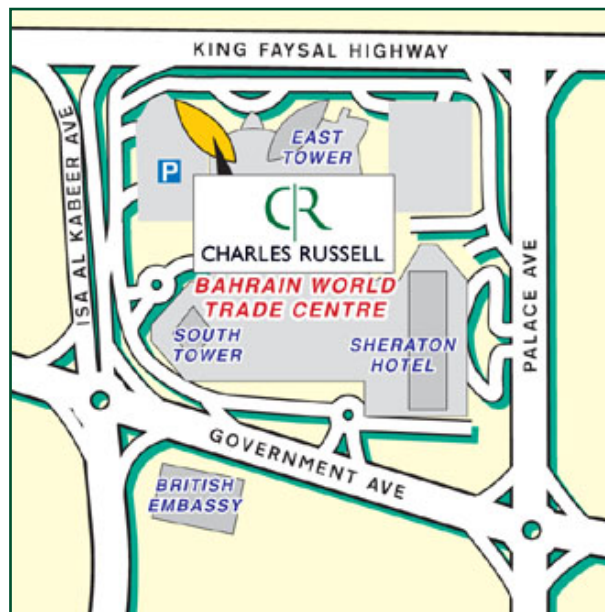 KING FAYSAL HIGHWAY
ISA AL KABEER AVE
EAST
TOWER
P
CR
CHARLES RUSSELL
BAHRAIN WORLD
TRADE CENTRE
SOUTH
TOWER
SHERATON
HOTEL
PALACE AVE
GOVERNMENT AVE
BRITISH
EMBASSY